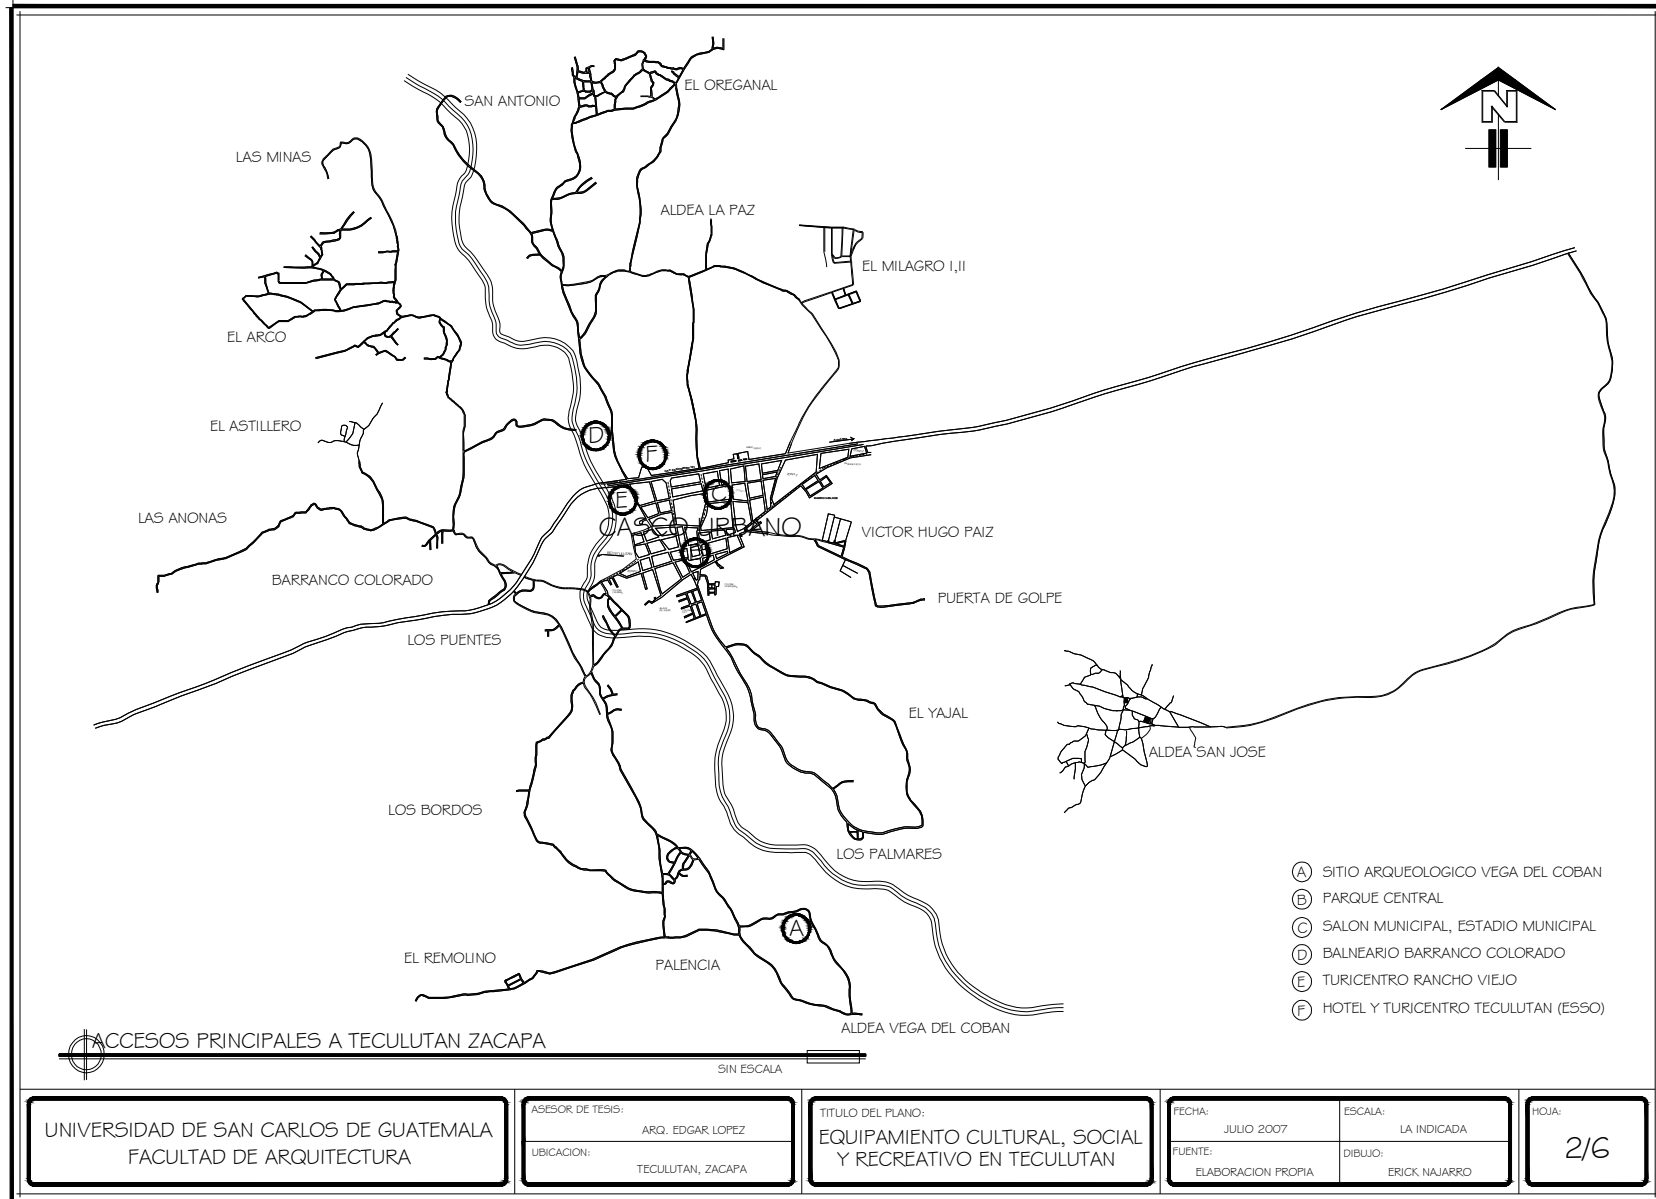 N
EL OREGANAL
SAN ANTONIO
LAS MINAS
ALDEA LA PAZ
EL MILAGRO I,II
EL ARCO
EL ASTILLERO
D
F
E
C
LAS ANONAS
CASCO URBANO
VICTOR HUGO PAIZ
B
BARRANCO COLORADO
PUERTA DE GOLPE
LOS PUENTES
EL YAJAL
ALDEA SAN JOSE
LOS BORDOS
LOS PALMARES
A
EL REMOLINO
PALENCIA
ALDEA VEGA DEL COBAN
A SITIO ARQUEOLOGICO VEGA DEL COBAN
B PARQUE CENTRAL
C SALON MUNICIPAL, ESTADIO MUNICIPAL
D BALNEARIO BARRANCO COLORADO
E TURICENTRO RANCHO VIEJO
F HOTEL Y TURICENTRO TECULUTAN (ESSO)
ACCESOS PRINCIPALES A TECULUTAN ZACAPA
SIN ESCALA
UNIVERSIDAD DE SAN CARLOS DE GUATEMALA
FACULTAD DE ARQUITECTURA
ASESOR DE TESIS:
ARQ. EDGAR LOPEZ
UBICACION:
TECULUTAN, ZACAPA
TITULO DEL PLANO:
EQUIPAMIENTO CULTURAL, SOCIAL
Y RECREATIVO EN TECULUTAN
FECHA:
JULIO 2007
FUENTE:
ELABORACION PROPIA
ESCALA:
LA INDICADA
DIBUJO:
ERICK NAJARRO
HOJA:
2/6